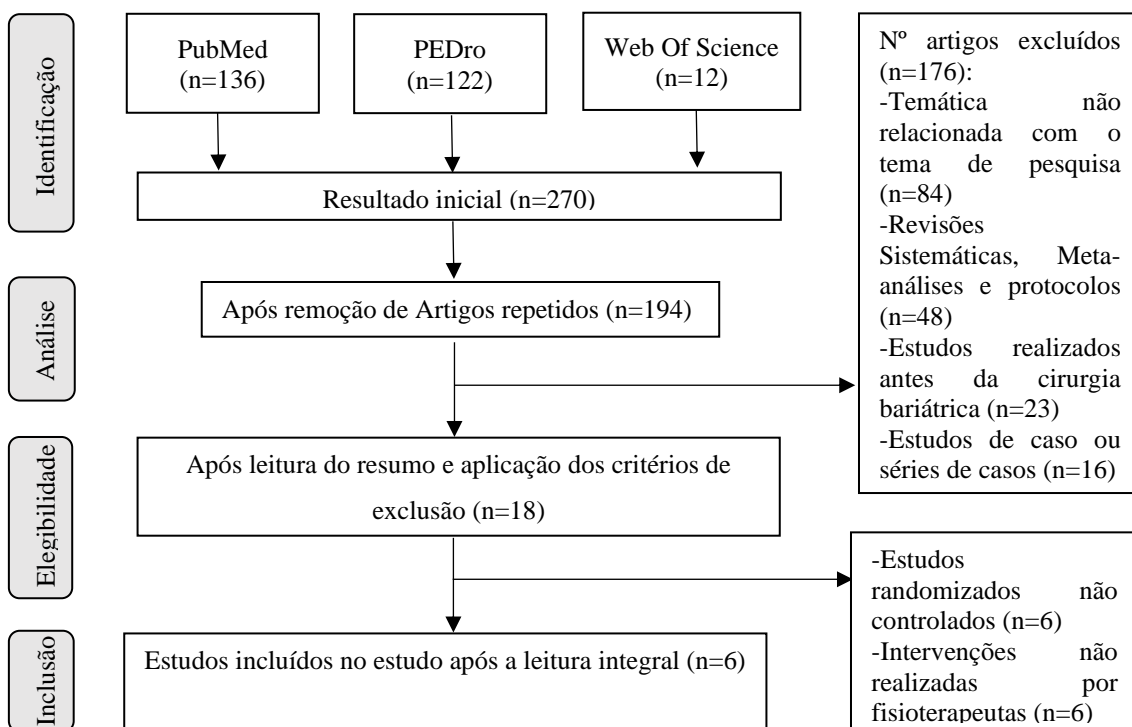 Identificação
PubMed
(n=136)
PEDro
(n=122)
Web Of Science
(n=12)
Resultado inicial (n=270)
Análise
Após remoção de Artigos repetidos (n=194)
Nº artigos excluídos
(n=176):
-Temática não
relacionada com o
tema de pesquisa
(n=84)
-Revisões
Sistemáticas, Meta-
análises e protocolos
(n=48)
-Estudos realizados
antes da cirurgia
bariátrica (n=23)
-Estudos de caso ou
séries de casos (n=16)
Elegibilidade
Após leitura do resumo e aplicação dos critérios de
exclusão (n=18)
-Estudos
randomizados não
controlados (n=6)
-Intervenções não
realizadas por
fisioterapeutas (n=6)
Inclusão
Estudos incluídos no estudo após a leitura integral (n=6)